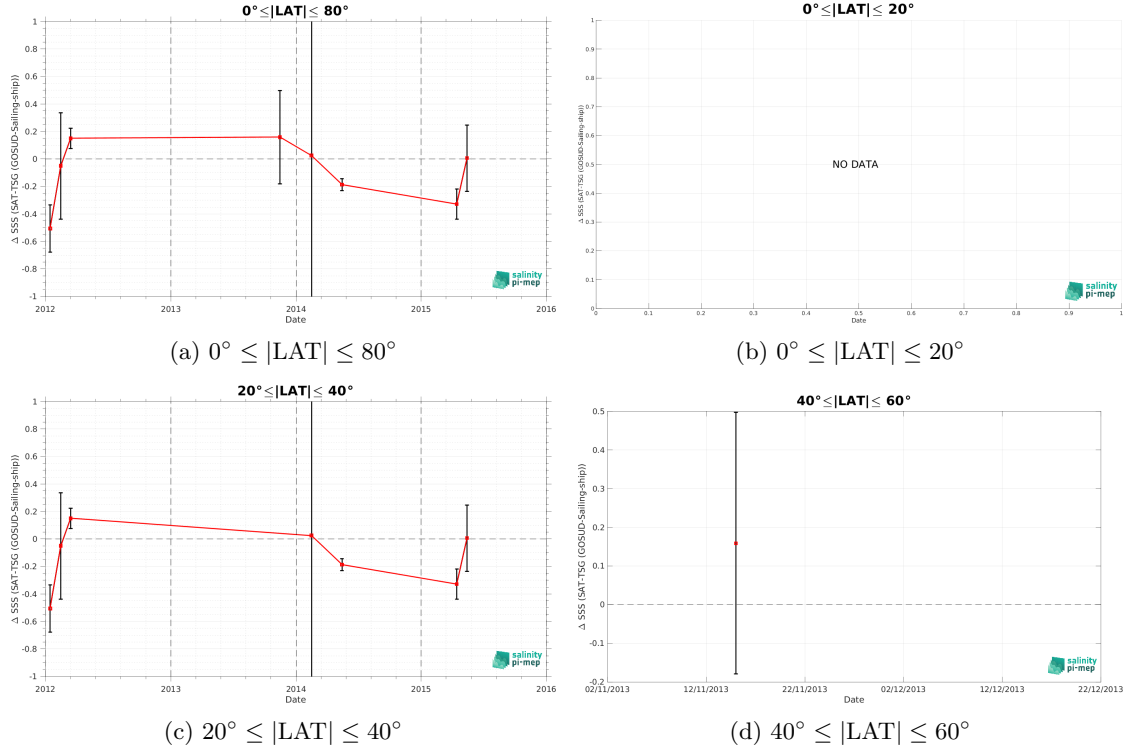 0°≤|LAT|≤ 80°
1
0.8
0.6
0.4
0.2
0
-0.2
-0.4
-0.6
-0.8
-1
Δ SSS (SAT-TSG (GOSUD-Sailing-ship))
2012
2013
2014
2015
2016
Date
salinity
pi-mep
(a) 0° ≤ |LAT| ≤ 80°
0°≤|LAT|≤ 20°
1
0.9
0.8
0.7
0.6
0.5
0.4
0.3
0.2
0.1
0
Δ SSS (SAT-TSG (GOSUD-Sailing-ship))
NO DATA
0
0.1
0.2
0.3
0.4
0.5
0.6
0.7
0.8
0.9
1
Date
salinity
pi-mep
(b) 0° ≤ |LAT| ≤ 20°
20°≤|LAT|≤ 40°
1
0.8
0.6
0.4
0.2
0
-0.2
-0.4
-0.6
-0.8
-1
Δ SSS (SAT-TSG (GOSUD-Sailing-ship))
2012
2013
2014
2015
2016
Date
salinity
pi-mep
(c) 20° ≤ |LAT| ≤ 40°
40°≤|LAT|≤ 60°
0.5
0.4
0.3
0.2
0.1
0
-0.1
-0.2
Δ SSS (SAT-TSG (GOSUD-Sailing-ship))
02/11/2013
12/11/2013
22/11/2013
02/12/2013
12/12/2013
22/12/2013
Date
salinity
pi-mep
(d) 40° ≤ |LAT| ≤ 60°